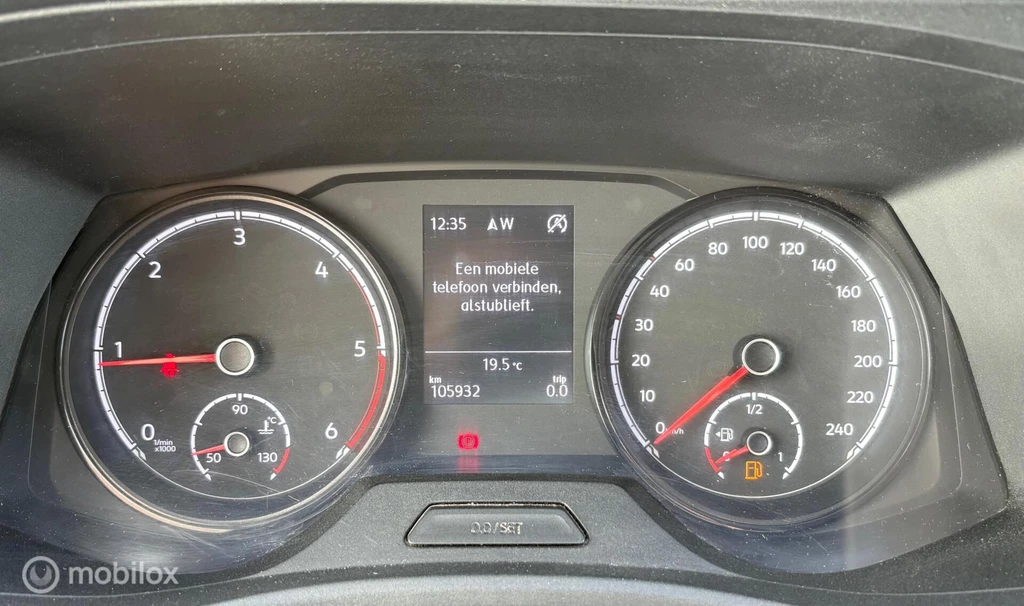 12:35 W
Een mobiele
telefoon verbinden,
alstublieft.
19.5 °C
km trip
105932 0.0
0 1 2 3 4 5 6
1/min
x1000
50 90 130 °C
0 10 20 30 40 60 80 100 120 140 160 180 200 220 240
km/h
0 1/2 1
0.0/SET
mobilox